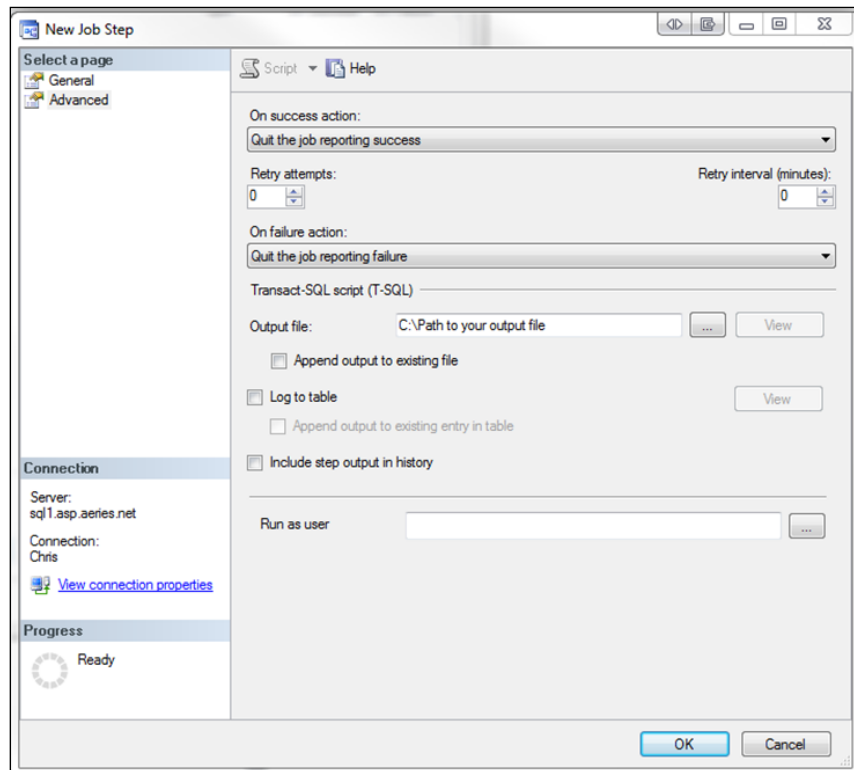 New Job Step
Select a page
General
Advanced
Script
Help
On success action:
Quit the job reporting success
Retry attempts:
Retry interval (minutes):
0
0
On failure action:
Quit the job reporting failure
Transact-SQL script (T-SQL)
Output file:
C:\Path to your output file
...
View
Append output to existing file
Log to table
View
Append output to existing entry in table
Include step output in history
Run as user
...
Connection
Server:
sql1.asp.aeries.net
Connection:
Chris
View connection properties
Progress
Ready
OK
Cancel